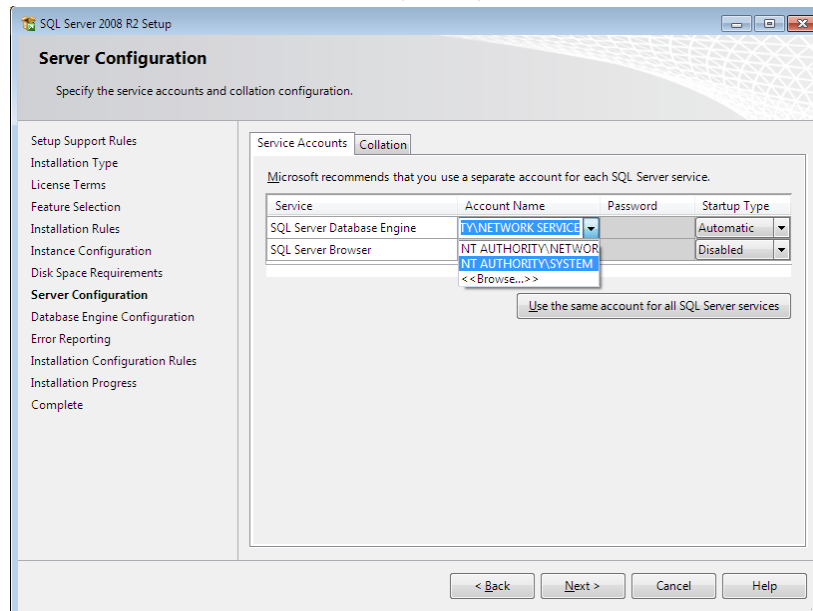 SQL Server 2008 R2 Setup
Server Configuration
Specify the service accounts and collation configuration.
Setup Support Rules
Installation Type
License Terms
Feature Selection
Installation Rules
Instance Configuration
Disk Space Requirements
Server Configuration
Database Engine Configuration
Error Reporting
Installation Configuration Rules
Installation Progress
Complete
Service Accounts Collation
Microsoft recommends that you use a separate account for each SQL Server service.
Service Account Name Password Startup Type
SQL Server Database Engine TY\NETWORK SERVICE Automatic
SQL Server Browser NT AUTHORITY\NETWOR Disabled
NT AUTHORITY\SYSTEM
<<Browse...>>
Use the same account for all SQL Server services
< Back Next > Cancel Help